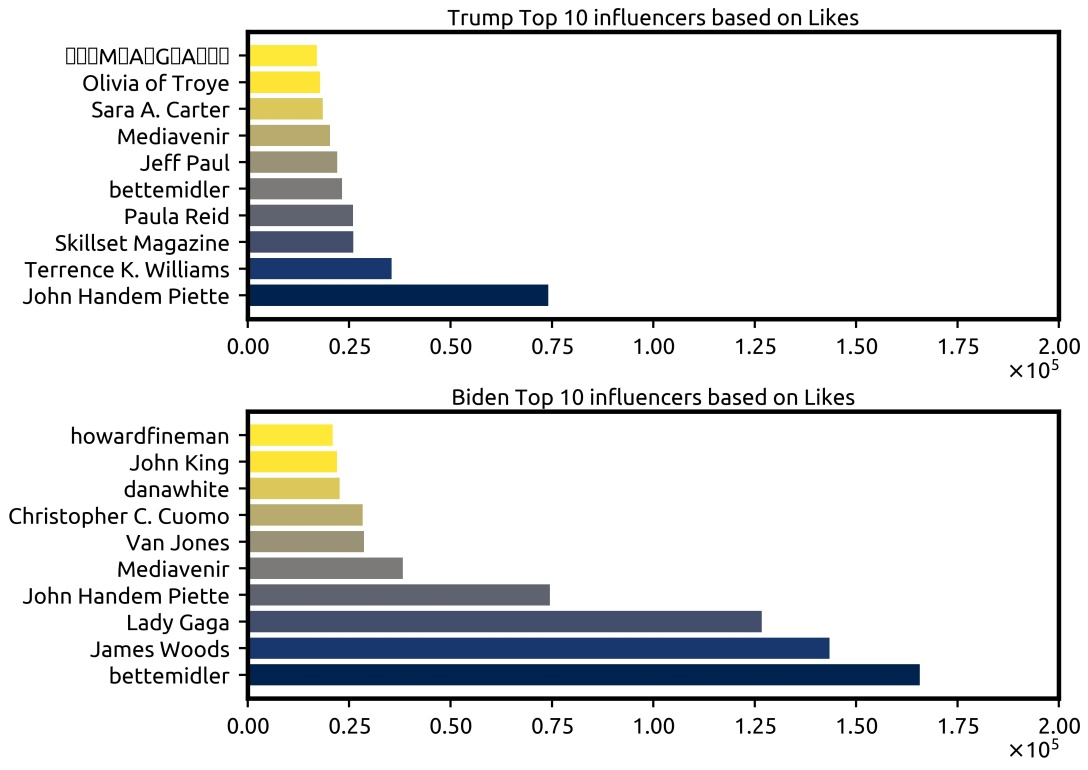 Trump Top 10 influencers based on Likes
▯▯▯M▯A▯G▯A▯▯▯
Olivia of Troye
Sara A. Carter
Mediavenir
Jeff Paul
bettemidler
Paula Reid
Skillset Magazine
Terrence K. Williams
John Handem Piette
0.00 0.25 0.50 0.75 1.00 1.25 1.50 1.75 2.00
×10⁵
Biden Top 10 influencers based on Likes
howardfineman
John King
danawhite
Christopher C. Cuomo
Van Jones
Mediavenir
John Handem Piette
Lady Gaga
James Woods
bettemidler
0.00 0.25 0.50 0.75 1.00 1.25 1.50 1.75 2.00
×10⁵